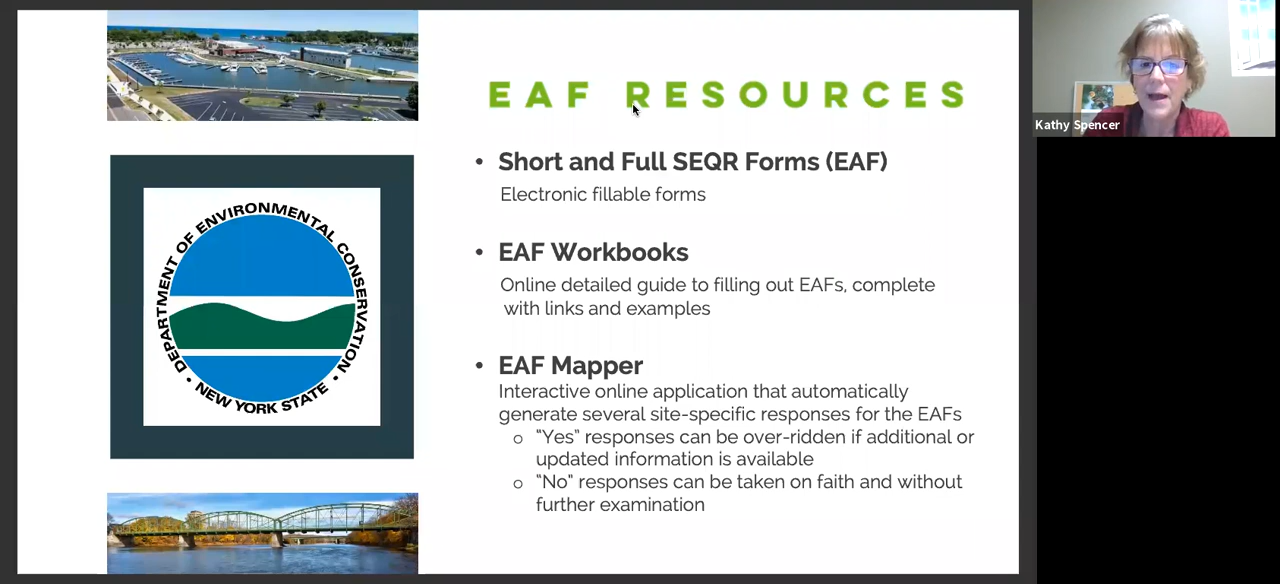 EAF RESOURCES
• Short and Full SEQR Forms (EAF)
Electronic fillable forms
• EAF Workbooks
Online detailed guide to filling out EAFs, complete
with links and examples
• EAF Mapper
Interactive online application that automatically
generate several site-specific responses for the EAFs
o "Yes" responses can be over-ridden if additional or
updated information is available
o "No" responses can be taken on faith and without
further examination
DEPARTMENT OF ENVIRONMENTAL CONSERVATION
• NEW YORK STATE •
Kathy Spencer